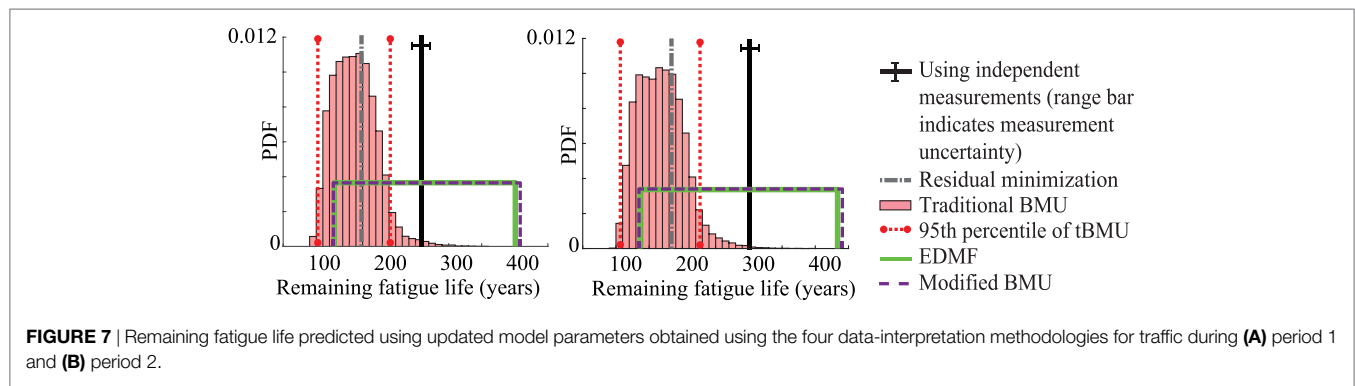 0.012
PDF
0
100 200 300 400
Remaining fatigue life (years)
0.012
PDF
0
100 200 300 400
Remaining fatigue life (years)
Using independent
measurements (range bar
indicates measurement
uncertainty)
Residual minimization
Traditional BMU
95th percentile of tBMU
EDMF
Modified BMU
FIGURE 7 | Remaining fatigue life predicted using updated model parameters obtained using the four data-interpretation methodologies for traffic during (A) period 1
and (B) period 2.